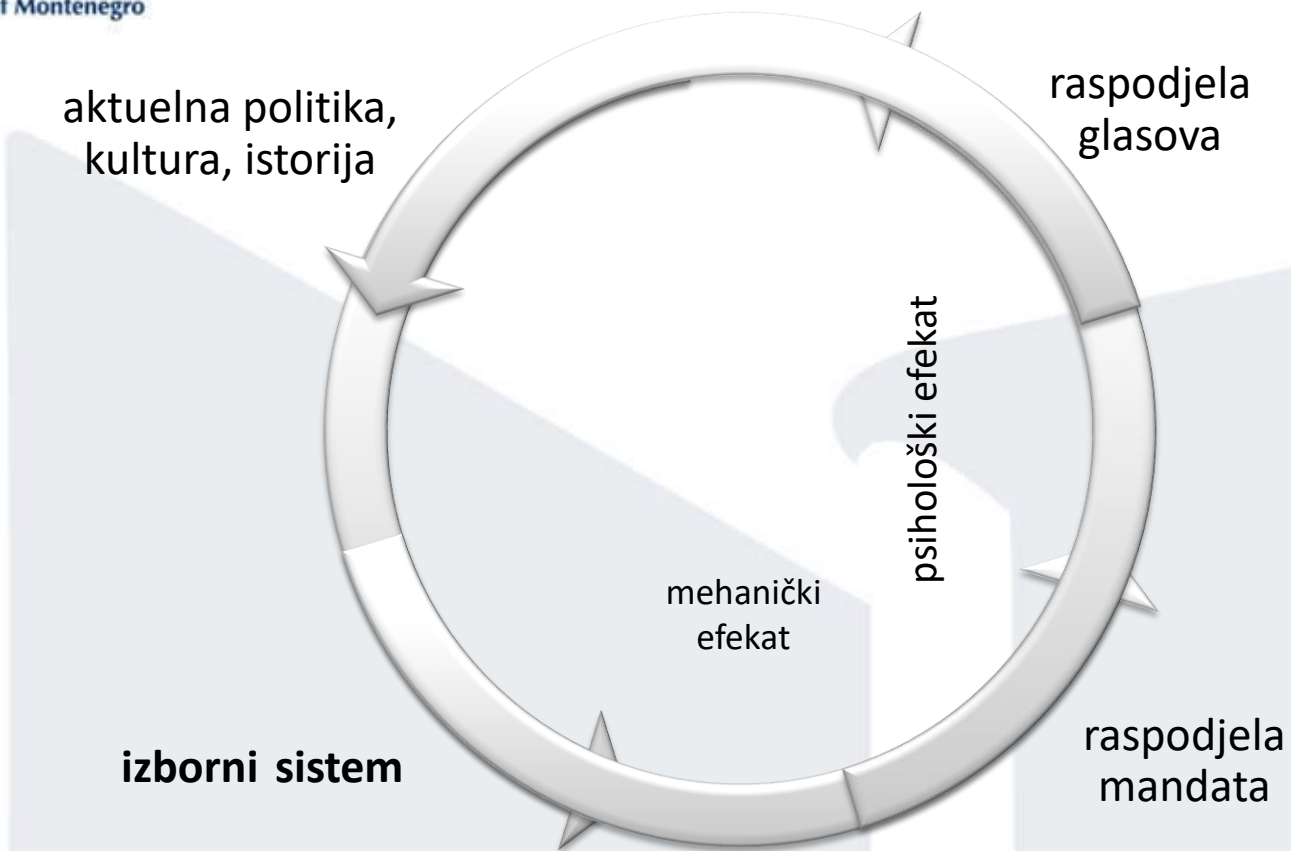 f Montenegro
aktuelna politika,
kultura, istorija
raspodjela
glasova
psihološki efekat
mehanički
efekat
izborni sistem
raspodjela
mandata